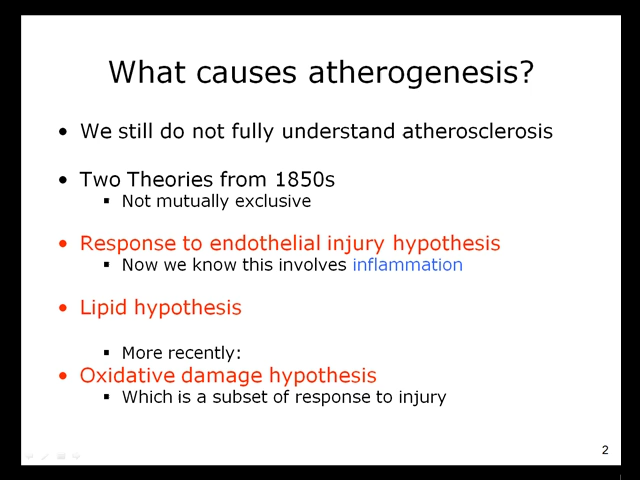 What causes atherogenesis?
• We still do not fully understand atherosclerosis
• Two Theories from 1850s
▪ Not mutually exclusive
• Response to endothelial injury hypothesis
▪ Now we know this involves inflammation
• Lipid hypothesis
▪ More recently:
• Oxidative damage hypothesis
▪ Which is a subset of response to injury
2